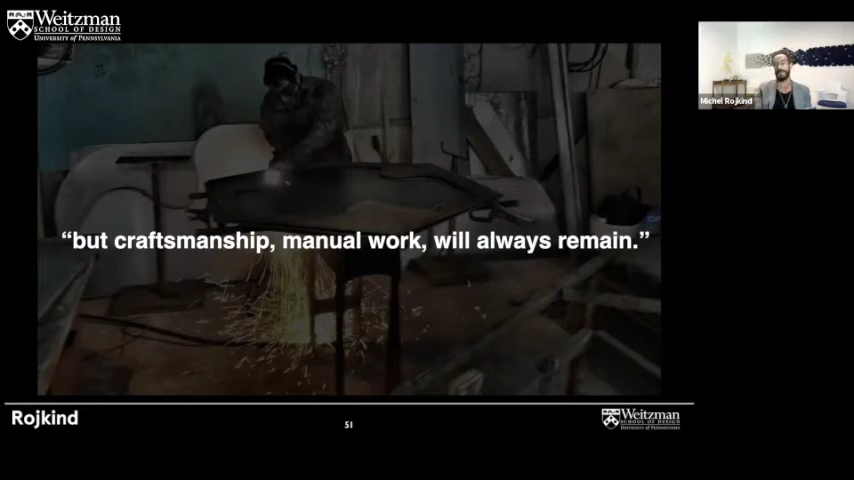 Weitzman
SCHOOL OF DESIGN
UNIVERSITY OF PENNSYLVANIA
Michel Rojkind
“but craftsmanship, manual work, will always remain.”
Rojkind
51
Weitzman
SCHOOL OF DESIGN
UNIVERSITY OF PENNSYLVANIA